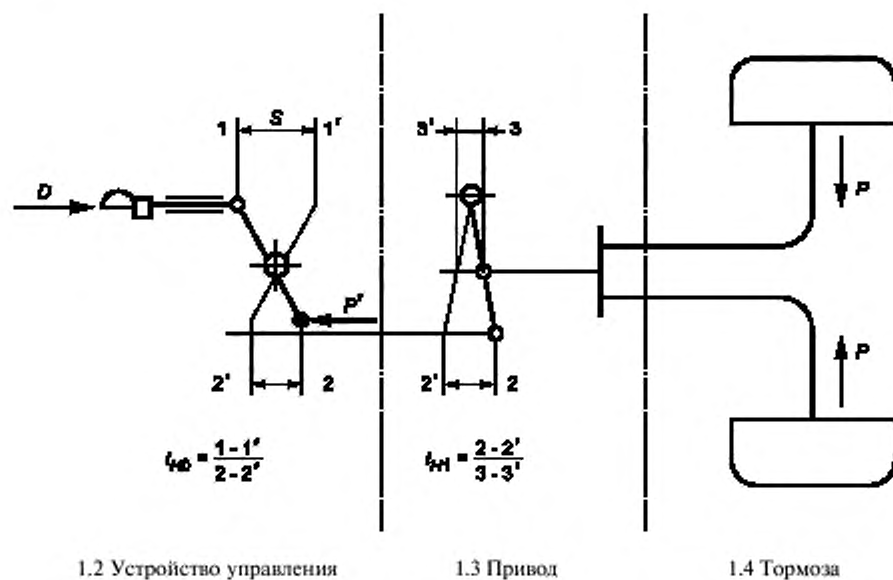 1 S 1' 3' 3
D P
P'
2' 2 2' 2 P
i_H0 = (1 - 1') / (2 - 2') i_H1 = (2 - 2') / (3 - 3')
1.2 Устройство управления 1.3 Привод 1.4 Тормоза